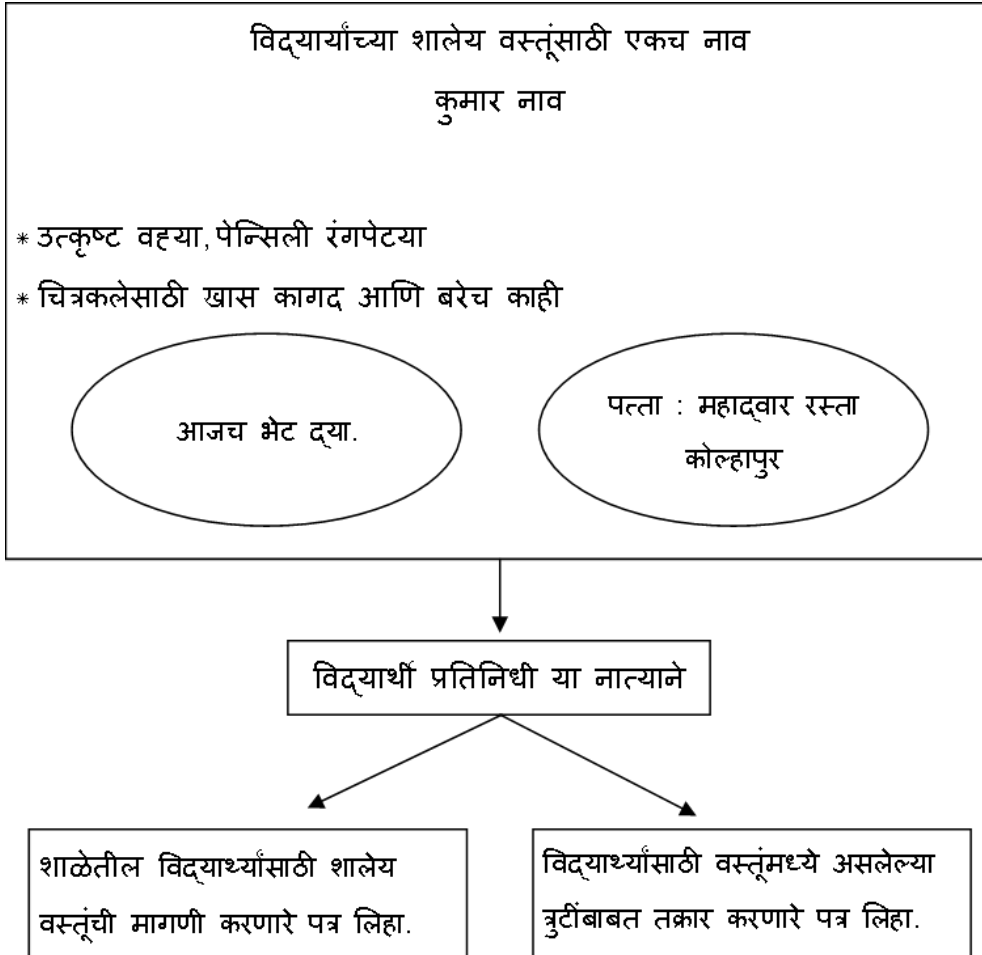 विद्यार्यांच्या शालेय वस्तूंसाठी एकच नाव
कुमार नाव
* उत्कृष्ट वह्या,पेन्सिली रंगपेटया
* चित्रकलेसाठी खास कागद आणि बरेच काही
आजच भेट द्या.
पत्ता : महाद्वार रस्ता
कोल्हापुर
विद्यार्थी प्रतिनिधी या नात्याने
शाळेतील विद्यार्थ्यांसाठी शालेय
वस्तूंची मागणी करणारे पत्र लिहा.
विद्यार्थ्यांसाठी वस्तूंमध्ये असलेल्या
त्रुटींबाबत तक्रार करणारे पत्र लिहा.